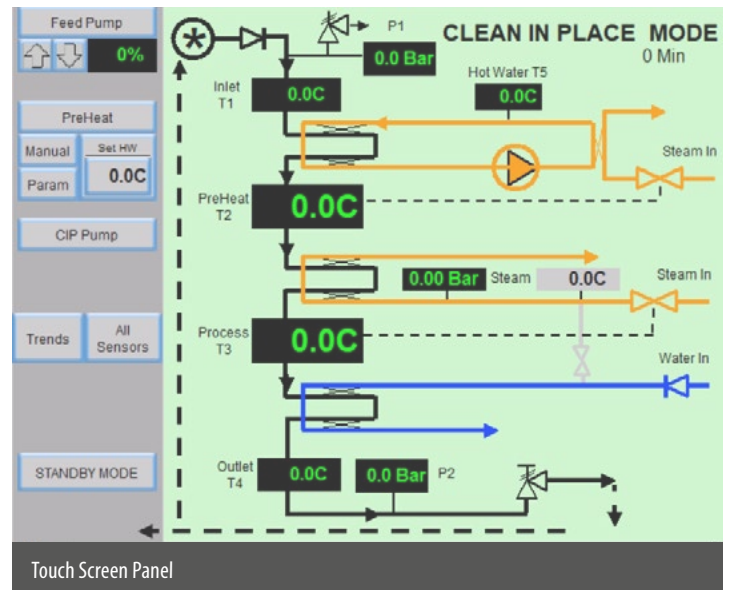 Feed Pump
0%
PreHeat
Manual
Set HW
0.0C
Param
CIP Pump
Trends
All
Sensors
STANDBY MODE
P1
CLEAN IN PLACE MODE
0 Min
0.0 Bar
Inlet
T1
0.0C
Hot Water T5
0.0C
Steam In
PreHeat
T2
0.0C
0.00 Bar
Steam
0.0C
Steam In
Process
T3
0.0C
Water In
Outlet
T4
0.0C
0.0 Bar
P2
Touch Screen Panel